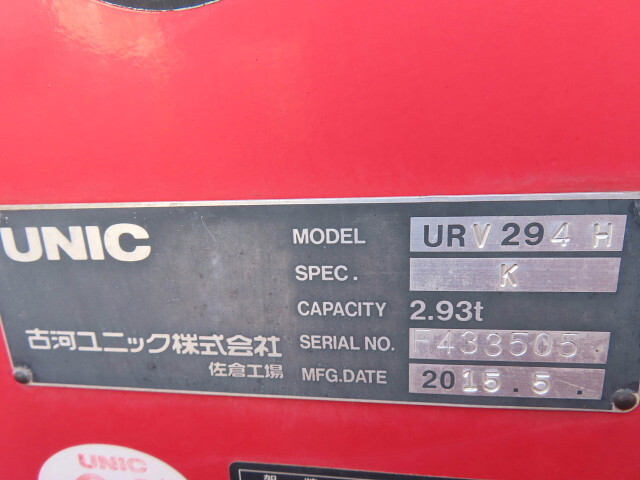 UNIC
MODEL URV294H
SPEC. K
CAPACITY 2.93t
古河ユニック株式会社
SERIAL NO. F433505
佐倉工場
MFG.DATE 2015.5.
UNIC